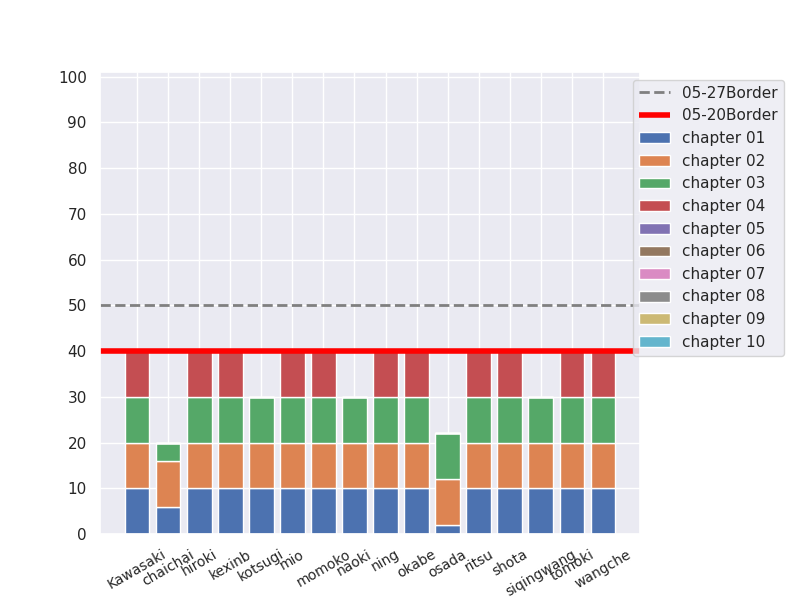 100
90
80
70
60
50
40
30
20
10
0
Kawasaki
chaichai
hiroki
kexinb
kotsugi
mio
momoko
naoki
ning
okabe
osada
ritsu
shota
siqingwang
tomoki
wangche
05-27Border
05-20Border
chapter 01
chapter 02
chapter 03
chapter 04
chapter 05
chapter 06
chapter 07
chapter 08
chapter 09
chapter 10